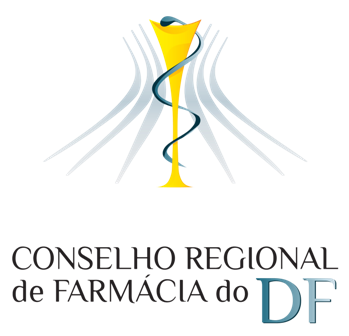 CONSELHO REGIONAL
de FARMÁCIA do DF